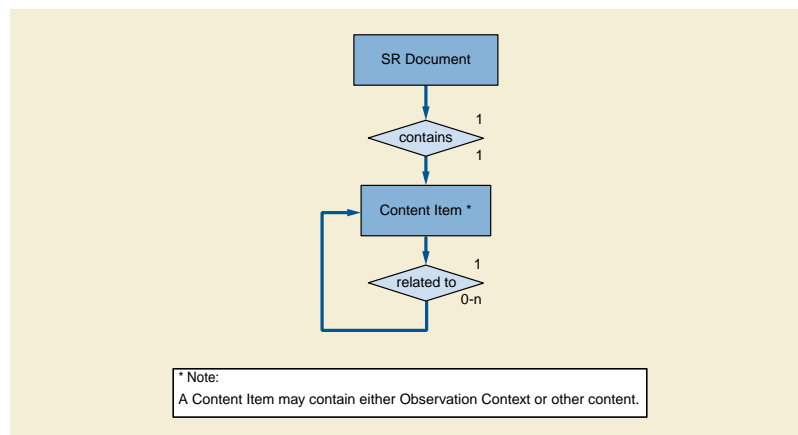 SR Document
1
contains
1
Content Item *
1
related to
0-n
* Note:
A Content Item may contain either Observation Context or other content.